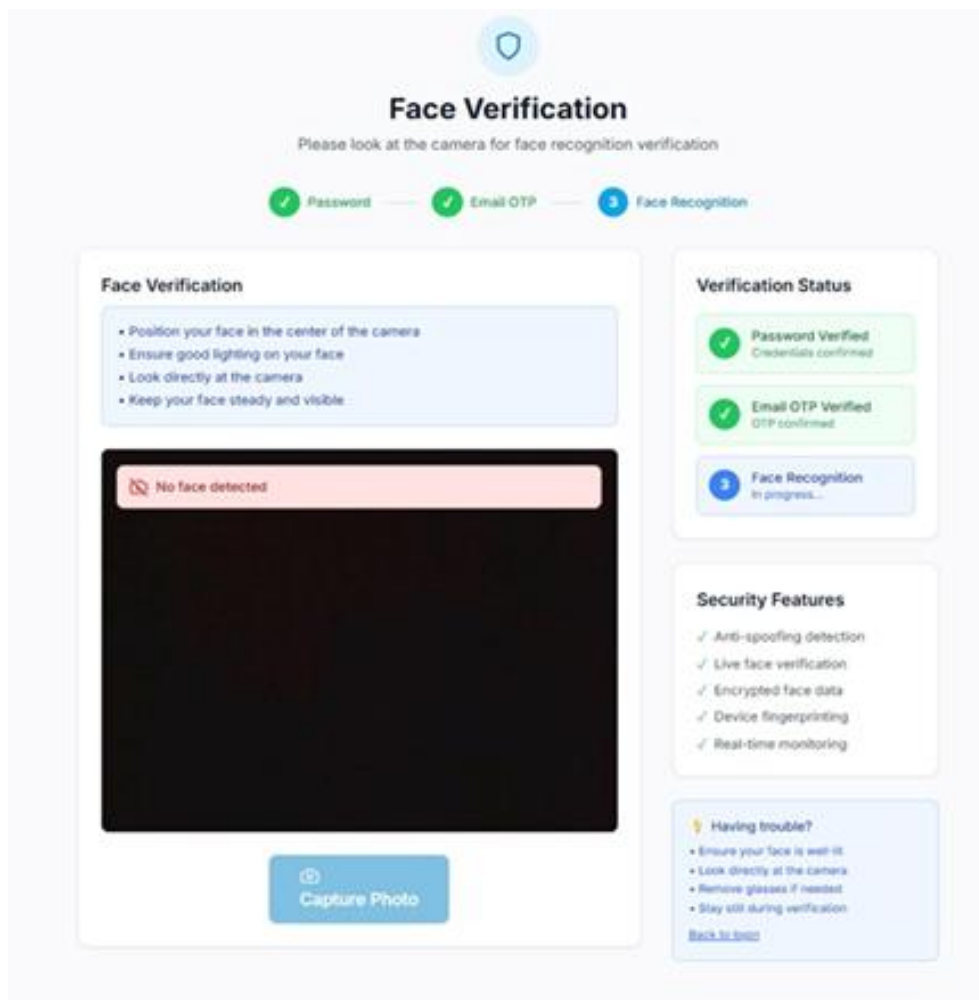 Face Verification
Please look at the camera for face recognition verification
✓ Password
✓ Email OTP
3 Face Recognition
Face Verification
• Position your face in the center of the camera
• Ensure good lighting on your face
• Look directly at the camera
• Keep your face steady and visible
No face detected
Capture Photo
Verification Status
✓ Password Verified
Credentials confirmed
✓ Email OTP Verified
OTP confirmed
3 Face Recognition
In progress...
Security Features
✓ Anti-spoofing detection
✓ Live face verification
✓ Encrypted face data
✓ Device fingerprinting
✓ Real-time monitoring
Having trouble?
• Ensure your face is well-lit
• Look directly at the camera
• Remove glasses if needed
• Stay still during verification
Back to login